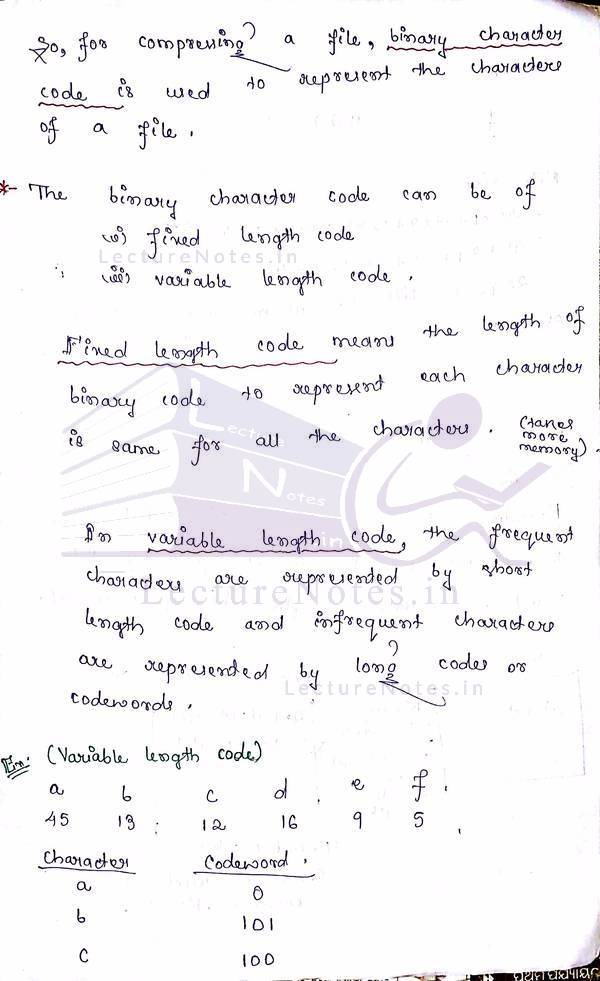 So, for compressing a file, binary character
code is used to represent the characters
of a file.
*- The binary character code can be of
(i) fixed length code
LectureNotes.in
(ii) variable length code.
Fixed length code means the length of
binary code to represent each character
is same for all the characters. (takes more memory).
Lecture Notes.in
In variable length code, the frequent
characters are represented by short
LectureNotes.in
length code and infrequent characters
are represented by long codes or
LectureNotes.in
codewords.
Ex: (Variable length code)
a b c d e f
45 13 12 16 9 5
Character Codeword
a 0
b 101
c 100